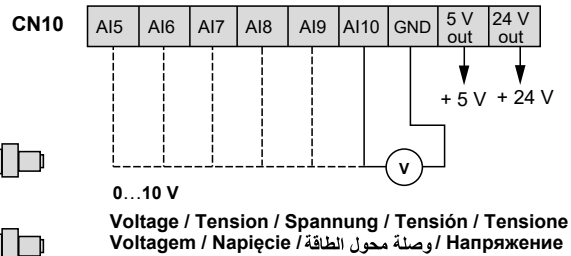 CN10 AI5 AI6 AI7 AI8 AI9 AI10 GND 5 V out 24 V out
+ 5 V + 24 V
V
0…10 V
Voltage / Tension / Spannung / Tensión / Tensione
Voltagem / Napięcie / وصلة محول الطاقة / Напряжение